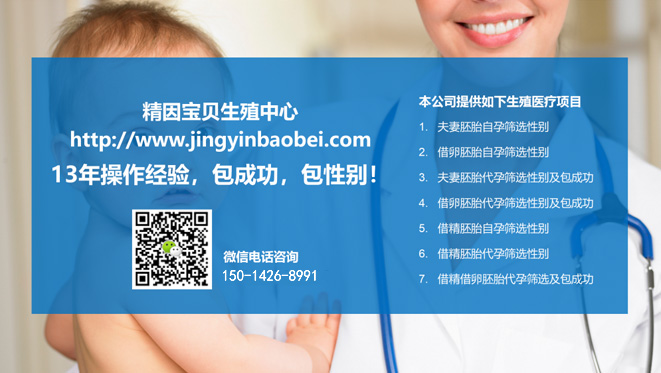 精因宝贝生殖中心
http://www.jingyinbaobei.com
13年操作经验，包成功，包性别！
微信电话咨询
150-1426-8991
本公司提供如下生殖医疗项目
1. 夫妻胚胎自孕筛选性别
2. 借卵胚胎自孕筛选性别
3. 夫妻胚胎代孕筛选性别及包成功
4. 借卵胚胎代孕筛选性别及包成功
5. 借精胚胎自孕筛选性别
6. 借精胚胎代孕筛选性别
7. 借精借卵胚胎代孕筛选及包成功